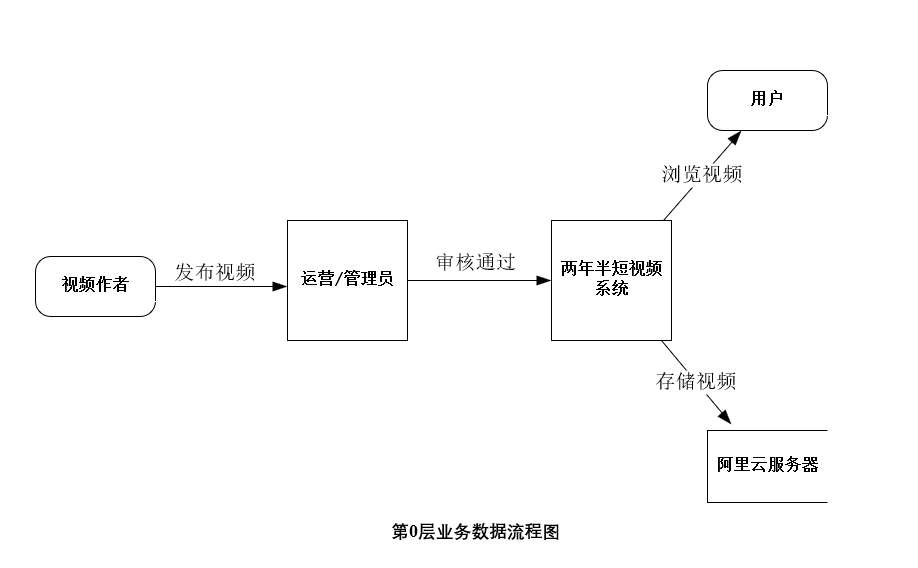 用户
浏览视频
视频作者
发布视频
运营/管理员
审核通过
两年半短视频
系统
存储视频
阿里云服务器
第0层业务数据流程图